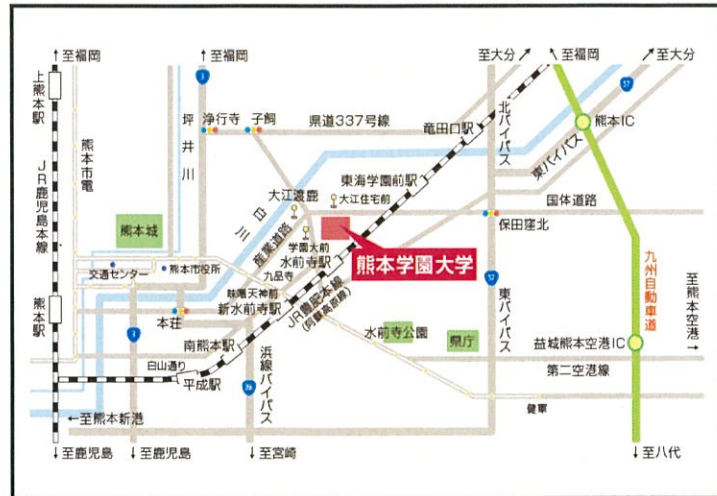 ↑至福岡
↑至福岡
至大分
↑至福岡
至大分
上熊本駅
JR鹿児島本線
熊本駅
熊本市電
坪井川
3
浄行寺
子飼
県道337号線
竜田口駅
北バイパス
57
熊本IC
東バイパス
東海学園前駅
大江渡鹿
大江住宅前
国体道路
保田窪北
白川
産業道路
学園大前
熊本城
交通センター
熊本市役所
九品寺
水前寺駅
熊本学園大学
味噌天神前
新水前寺駅
JR豊肥本線
(阿蘇高原線)
本荘
3
水前寺公園
県庁
57
東バイパス
九州自動車道
至熊本空港→
益城熊本空港IC
南熊本駅
白山通り
平成駅
浜線バイパス
第二空港線
健軍
←至熊本新港
↓至鹿児島
↓至鹿児島
↓至宮崎
↓至八代